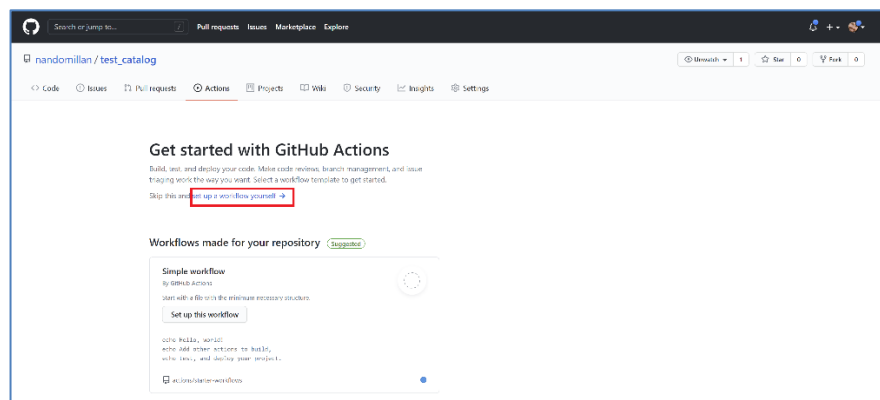 Search or jump to...
/
Pull requests Issues Marketplace Explore
nandomillan / test_catalog
Unwatch 1 Star 0 Fork 0
Code Issues Pull requests Actions Projects Wiki Security Insights Settings
Get started with GitHub Actions
Build, test, and deploy your code. Make code reviews, branch management, and issue
triaging work the way you want. Select a workflow template to get started.
Skip this and set up a workflow yourself →
Workflows made for your repository Suggested
Simple workflow
By GitHub Actions
Start with a file with the minimum necessary structure.
Set up this workflow
echo Hello, world!
echo Add other actions to build,
echo test, and deploy your project.
actions/starter-workflows